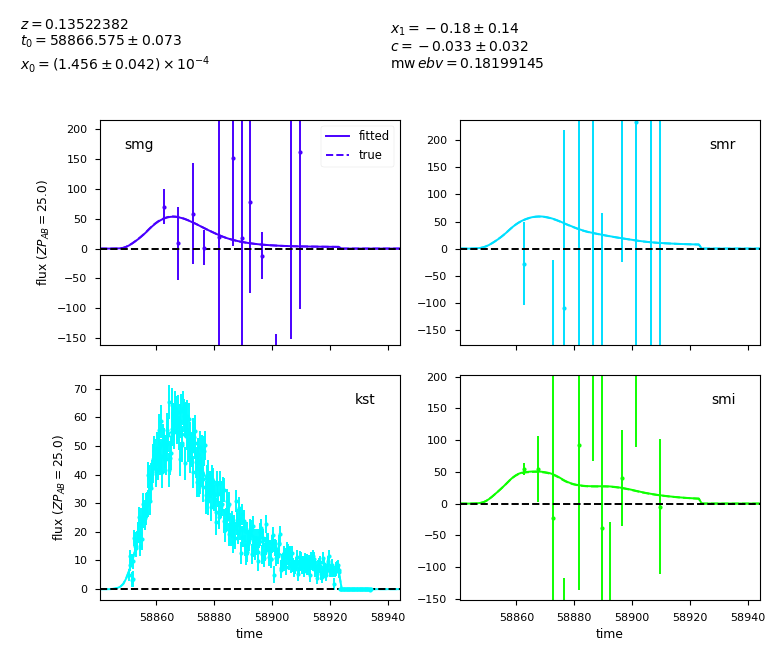 z = 0.13522382
t₀ = 58866.575 ± 0.073
x₀ = (1.456 ± 0.042) × 10⁻⁴
x₁ = −0.18 ± 0.14
c = −0.033 ± 0.032
mw ebv = 0.18199145
smg
fitted
true
200
150
100
50
0
−50
−100
−150
flux (ZP_AB = 25.0)
smr
200
150
100
50
0
−50
−100
−150
kst
70
60
50
40
30
20
10
0
flux (ZP_AB = 25.0)
58860 58880 58900 58920 58940
time
smi
200
150
100
50
0
−50
−100
−150
58860 58880 58900 58920 58940
time